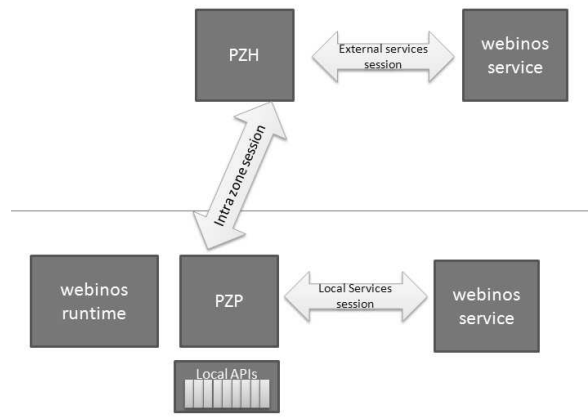 PZH
External services
session
webinos
service
Intra zone session
webinos
runtime
PZP
Local Services
session
webinos
service
Local APIs